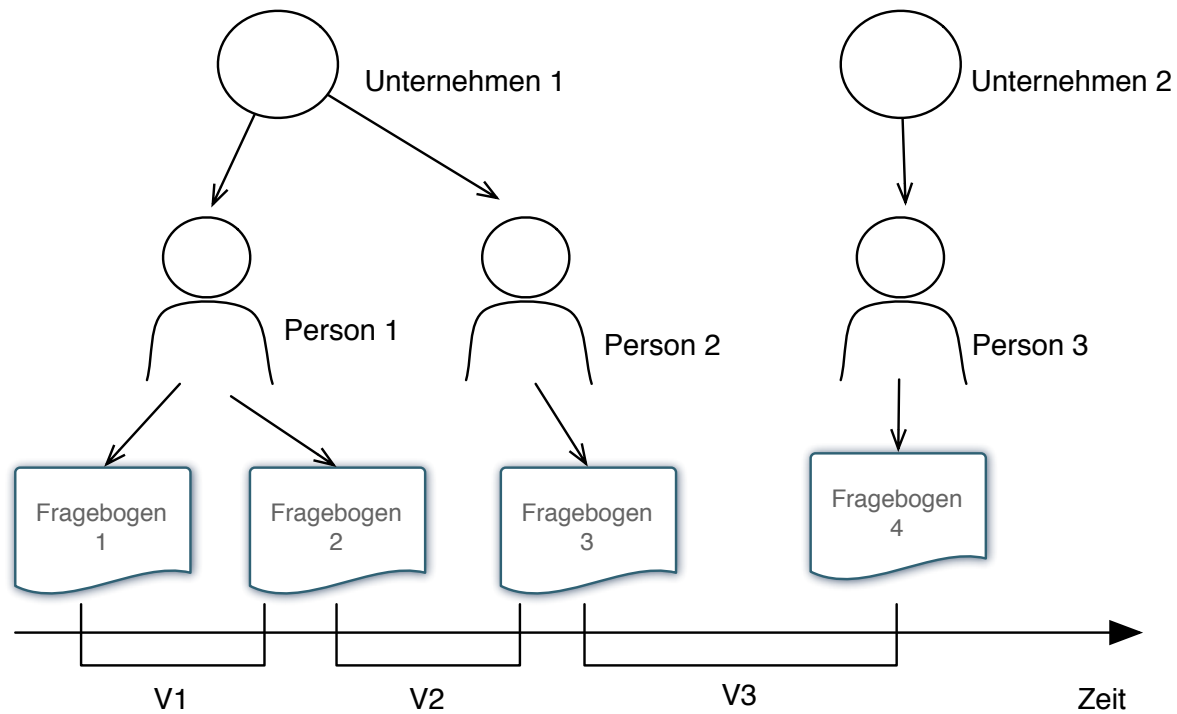 Unternehmen 1
Unternehmen 2
Person 1
Person 2
Person 3
Fragebogen
1
Fragebogen
2
Fragebogen
3
Fragebogen
4
V1
V2
V3
Zeit